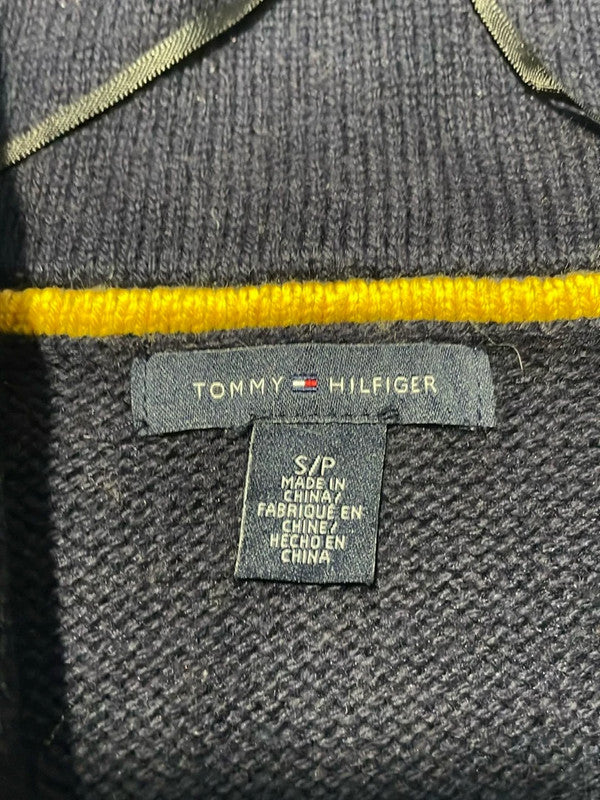 TOMMY HILFIGER
S/P
MADE IN
CHINA/
FABRIQUÉ EN
CHINE/
HECHO EN
CHINA